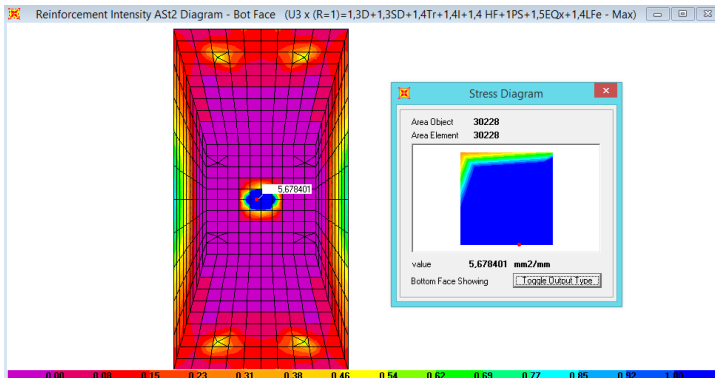 Reinforcement Intensity ASt2 Diagram - Bot Face (U3 x (R=1)=1,3D+1,3SD+1,4Tr+1,4I+1,4 HF+1PS+1,5EQx+1,4LFe - Max)
5,678401
Stress Diagram
Area Object 30228
Area Element 30228
value 5,678401 mm2/mm
Bottom Face Showing Toggle Output Type
0.00 0.08 0.15 0.23 0.31 0.38 0.46 0.54 0.62 0.69 0.77 0.85 0.92 1.00